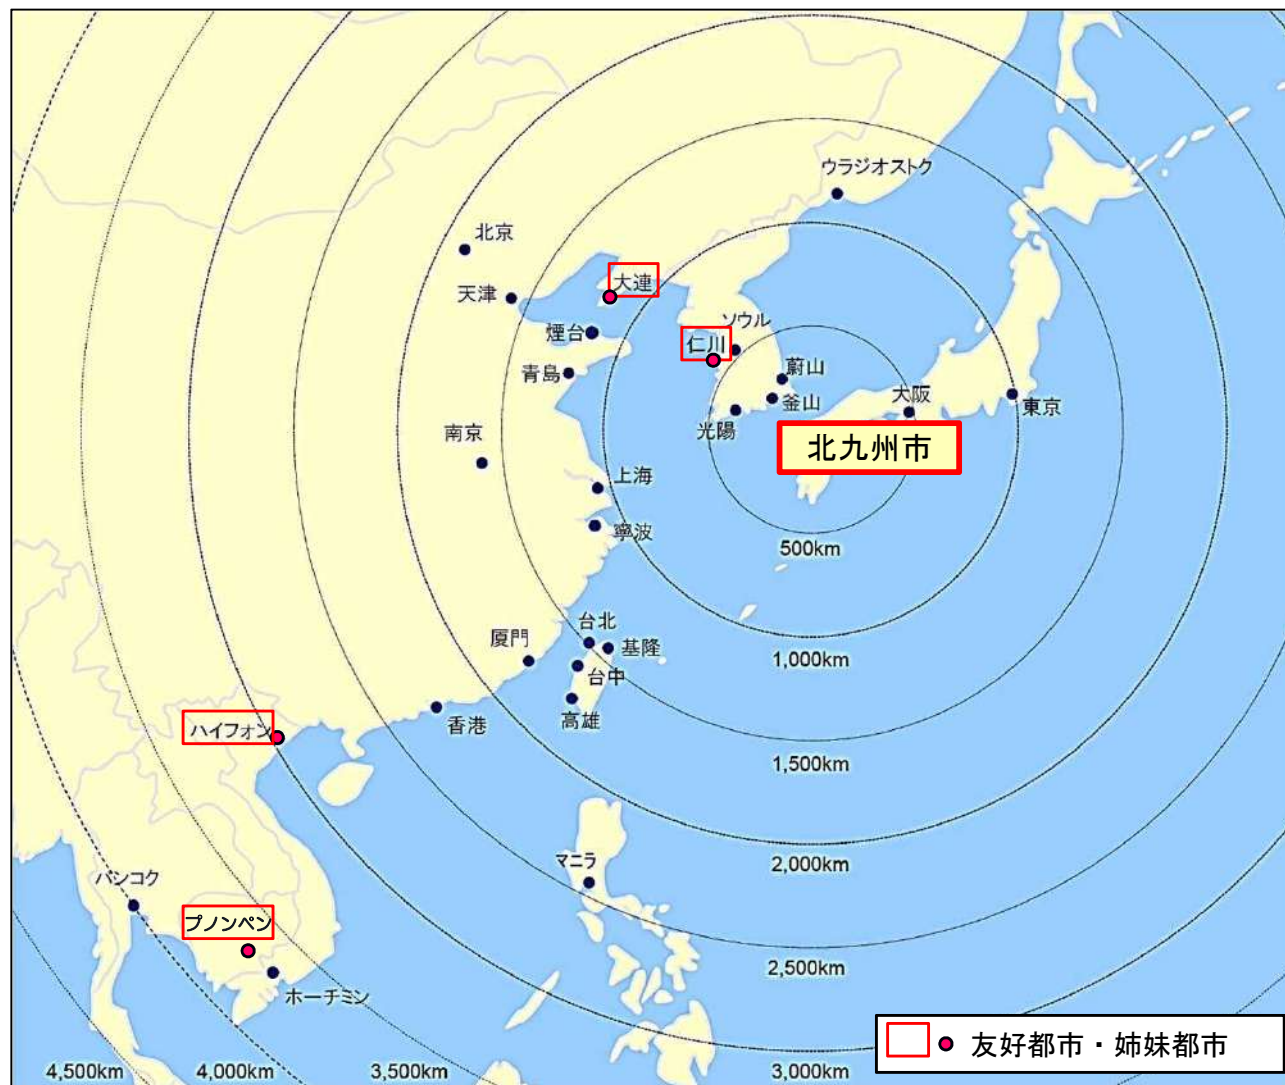 ウラジオストク
北京
大連
天津
ソウル
煙台
仁川
青島
蔚山
釜山
大阪
東京
光陽
南京
北九州市
上海
寧波
500km
台北
厦門
基隆
1,000km
台中
香港
高雄
ハイフォン
1,500km
マニラ
2,000km
バンコク
プノンペン
2,500km
ホーチミン
友好都市・姉妹都市
4,500km
4,000km
3,500km
3,000km